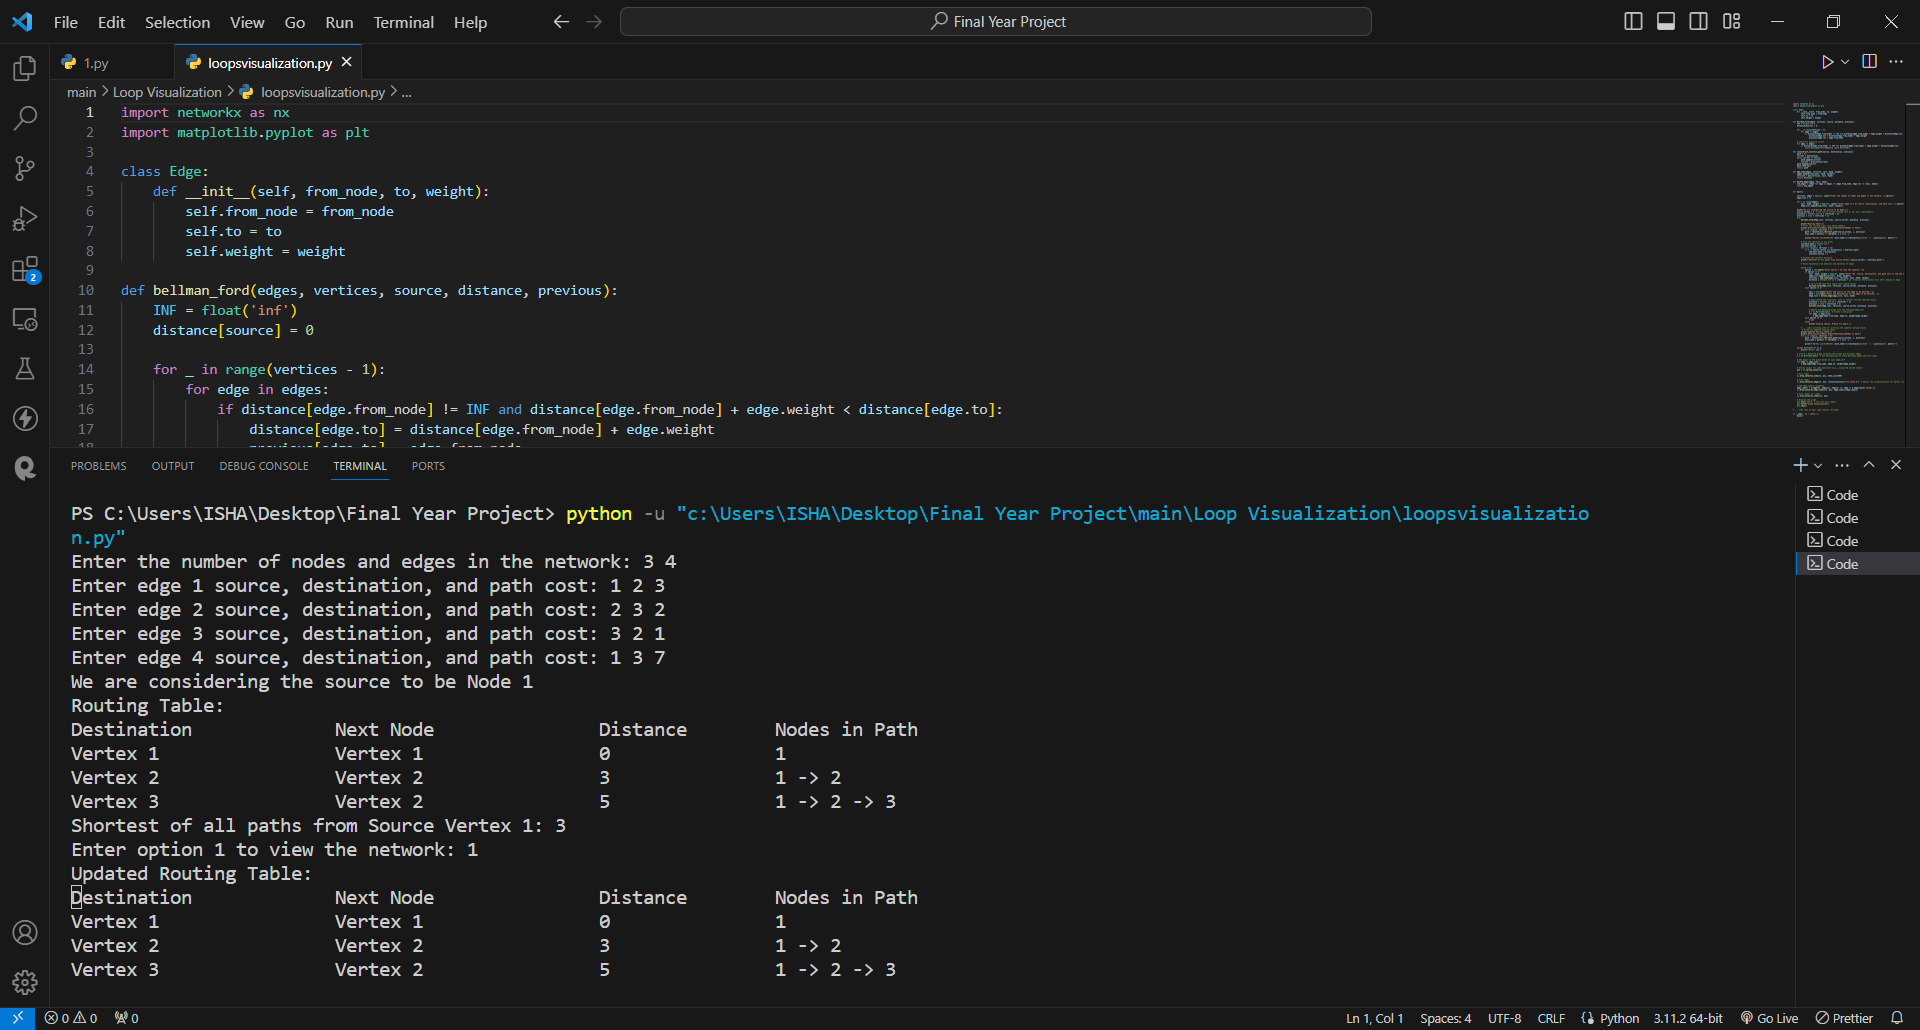 File Edit Selection View Go Run Terminal Help
Final Year Project
1.py
loopsvisualization.py
main > Loop Visualization > loopsvisualization.py > ...
1 import networkx as nx
2 import matplotlib.pyplot as plt
3
4 class Edge:
5 def __init__(self, from_node, to, weight):
6 self.from_node = from_node
7 self.to = to
8 self.weight = weight
9
10 def bellman_ford(edges, vertices, source, distance, previous):
11 INF = float('inf')
12 distance[source] = 0
13
14 for _ in range(vertices - 1):
15 for edge in edges:
16 if distance[edge.from_node] != INF and distance[edge.from_node] + edge.weight < distance[edge.to]:
17 distance[edge.to] = distance[edge.from_node] + edge.weight
2
PROBLEMS OUTPUT DEBUG CONSOLE TERMINAL PORTS
PS C:\Users\ISHA\Desktop\Final Year Project> python -u "c:\Users\ISHA\Desktop\Final Year Project\main\Loop Visualization\loopsvisualizatio
n.py"
Enter the number of nodes and edges in the network: 3 4
Enter edge 1 source, destination, and path cost: 1 2 3
Enter edge 2 source, destination, and path cost: 2 3 2
Enter edge 3 source, destination, and path cost: 3 2 1
Enter edge 4 source, destination, and path cost: 1 3 7
We are considering the source to be Node 1
Routing Table:
Destination Next Node Distance Nodes in Path
Vertex 1 Vertex 1 0 1
Vertex 2 Vertex 2 3 1 -> 2
Vertex 3 Vertex 2 5 1 -> 2 -> 3
Shortest of all paths from Source Vertex 1: 3
Enter option 1 to view the network: 1
Updated Routing Table:
Destination Next Node Distance Nodes in Path
Vertex 1 Vertex 1 0 1
Vertex 2 Vertex 2 3 1 -> 2
Vertex 3 Vertex 2 5 1 -> 2 -> 3
Code
Code
Code
Code
0 0 0
Ln 1, Col 1 Spaces: 4 UTF-8 CRLF Python 3.11.2 64-bit Go Live Prettier